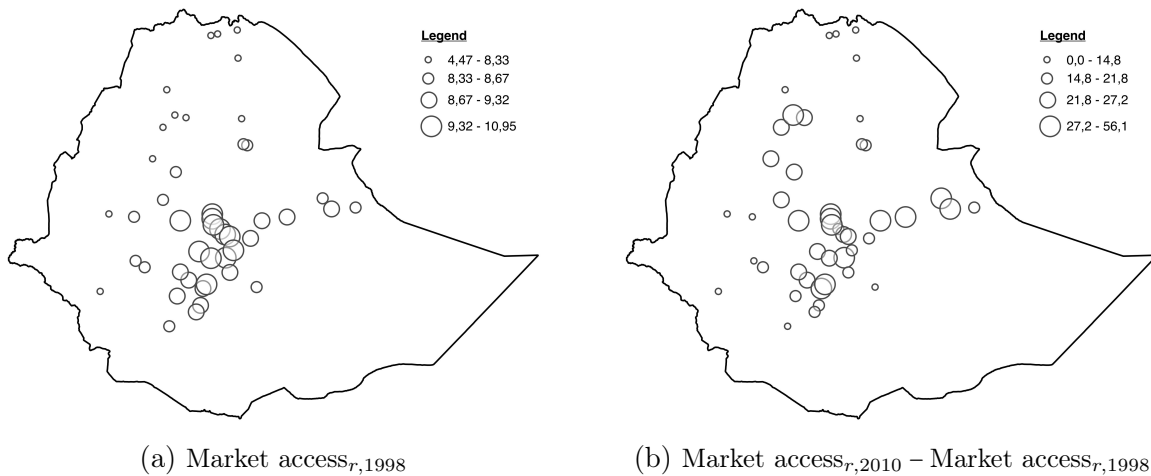 Legend
4,47 - 8,33
8,33 - 8,67
8,67 - 9,32
9,32 - 10,95
Legend
0,0 - 14,8
14,8 - 21,8
21,8 - 27,2
27,2 - 56,1
(a) Market access_{r,1998}
(b) Market access_{r,2010} – Market access_{r,1998}